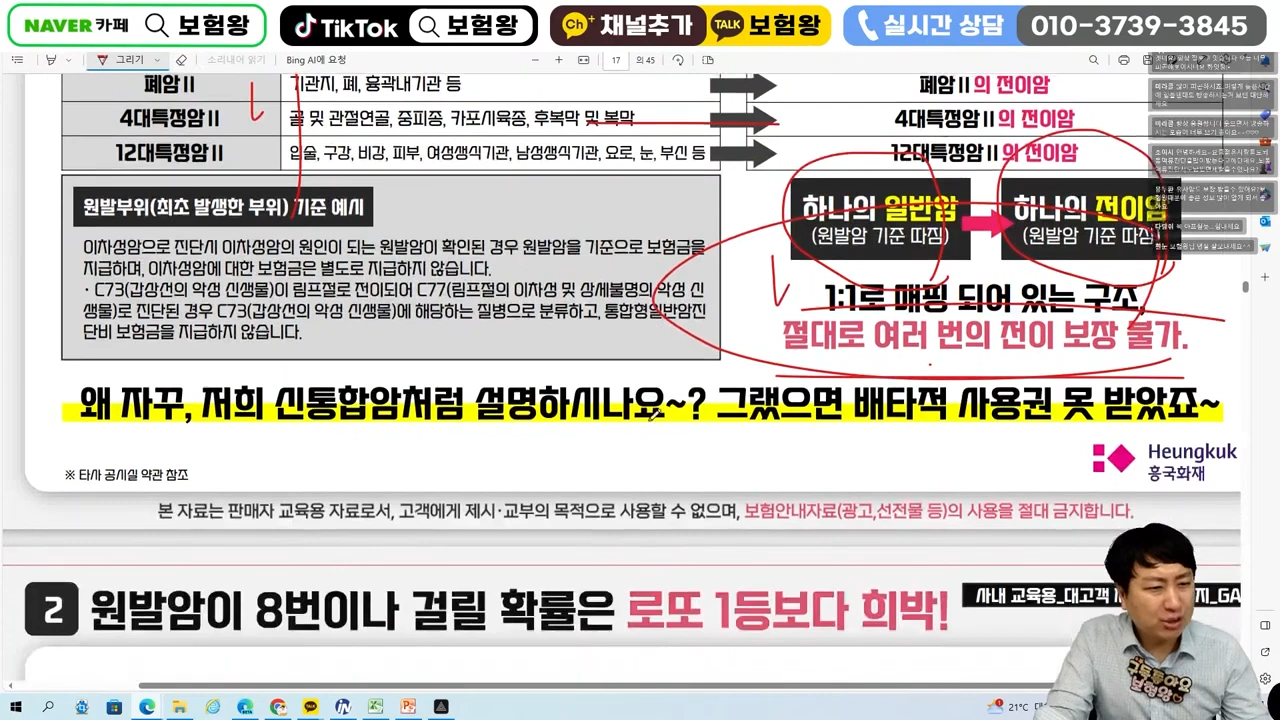 NAVER 카페 보험왕
TikTok 보험왕
Ch+ 채널추가 TALK 보험왕
실시간 상담 010-3739-3845
그리기 소리내어 읽기 Bing AI에 요청
17 의 45
폐암Ⅱ 기관지, 폐, 흉곽내기관 등 폐암Ⅱ의 전이암
4대특정암Ⅱ 골 및 관절연골, 중피종, 카포시육종, 후복막 및 복막 4대특정암Ⅱ의 전이암
12대특정암Ⅱ 입술, 구강, 비강, 피부, 여성생식기관, 남성생식기관, 요로, 눈, 부신 등 12대특정암Ⅱ의 전이암
원발부위(최초 발생한 부위) 기준 예시
이차성암으로 진단시 이차성암의 원인이 되는 원발암이 확인된 경우 원발암을 기준으로 보험금을
지급하며, 이차성암에 대한 보험금은 별도로 지급하지 않습니다.
· C73(갑상선의 악성 신생물)이 림프절로 전이되어 C77(림프절의 이차성 및 상세불명의 악성 신
생물)로 진단된 경우 C73(갑상선의 악성 신생물)에 해당하는 질병으로 분류하고, 통합형일반암진
단비 보험금을 지급하지 않습니다.
하나의 일반암
(원발암 기준 따짐)
하나의 전이암
(원발암 기준 따짐)
1:1로 매핑 되어 있는 구조,
절대로 여러 번의 전이 보장 불가.
왜 자꾸, 저희 신통합암처럼 설명하시나요~? 그랬으면 배타적 사용권 못 받았죠~
※ 타사 공시실 약관 참조
Heungkuk
흥국화재
본 자료는 판매자 교육용 자료로서, 고객에게 제시·교부의 목적으로 사용할 수 없으며, 보험안내자료(광고,선전물 등)의 사용을 절대 금지합니다.
2 원발암이 8번이나 걸릴 확률은 로또 1등보다 희박!
사내 교육용_대고객
구독좋아요
보험왕
21°C